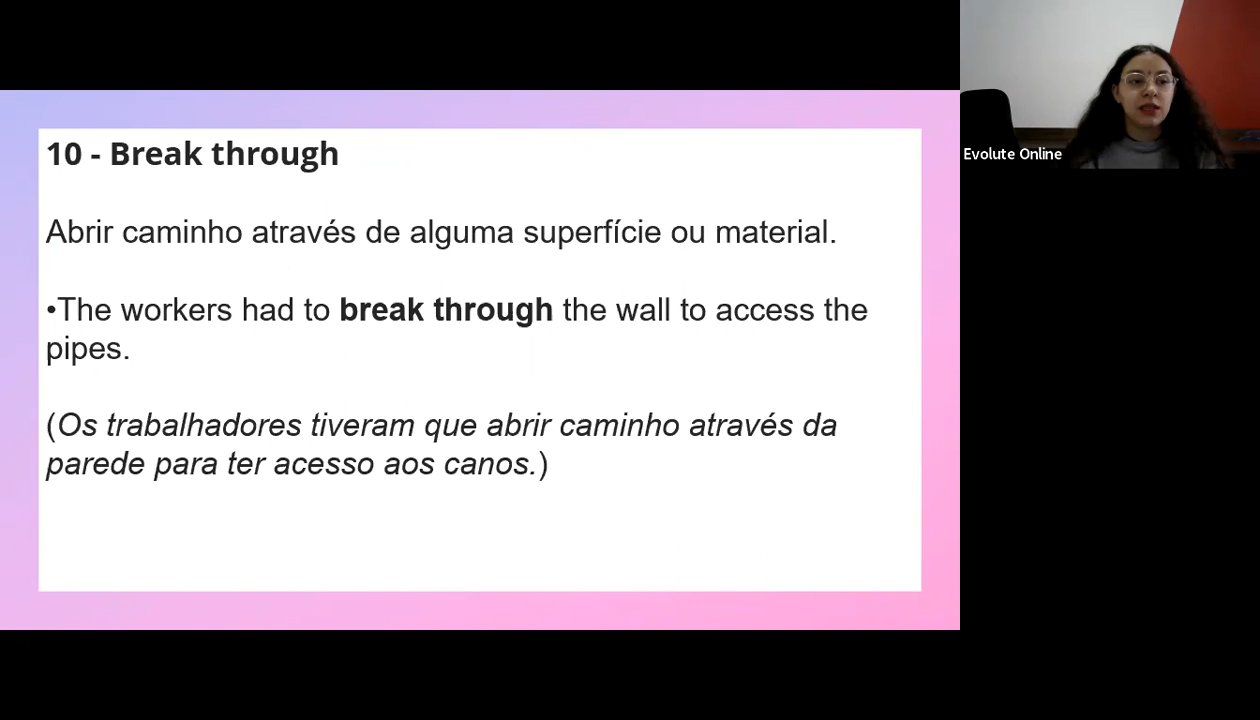 10 - Break through
Abrir caminho através de alguma superfície ou material.
•The workers had to break through the wall to access the
pipes.
(Os trabalhadores tiveram que abrir caminho através da
parede para ter acesso aos canos.)
Evolute Online